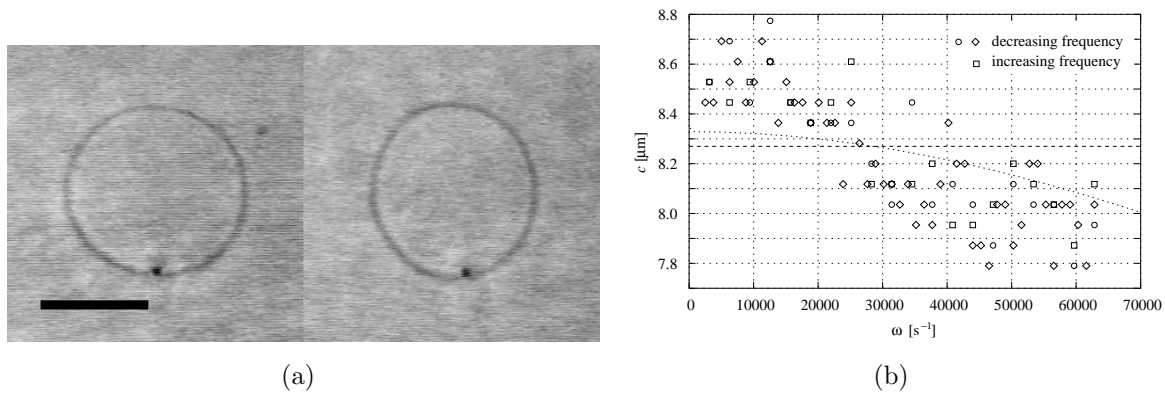 8.8
8.6
8.4
8.2
8.0
7.8
c [μm]
○ ◇ decreasing frequency
□ increasing frequency
0 10000 20000 30000 40000 50000 60000 70000
ω [s⁻¹]
(a) (b)